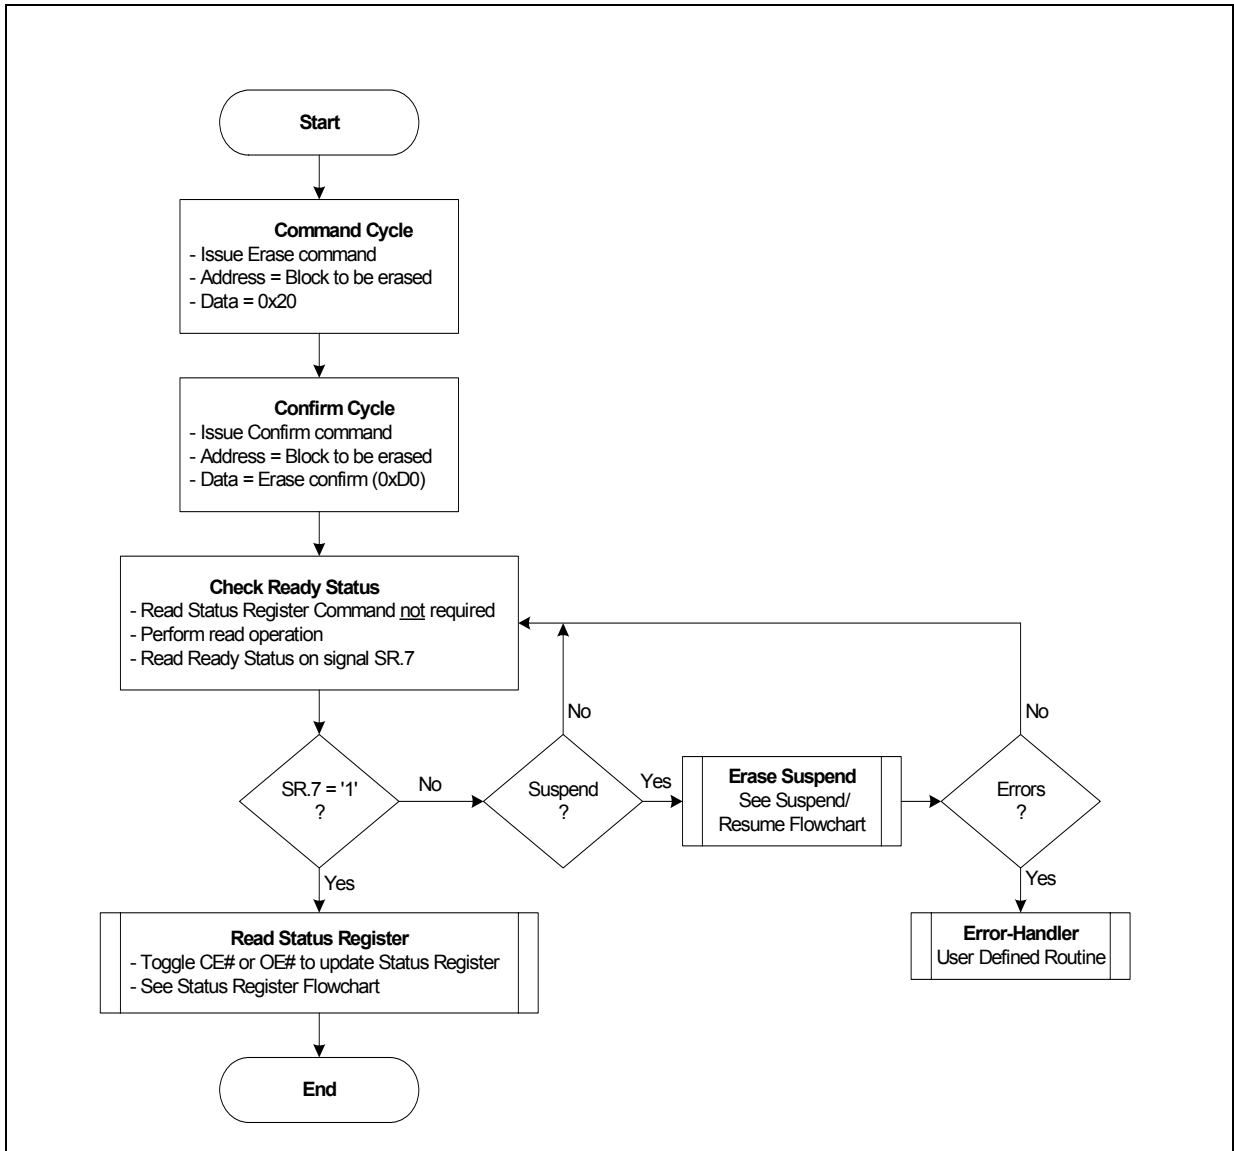 Start
Command Cycle
- Issue Erase command
- Address = Block to be erased
- Data = 0x20
Confirm Cycle
- Issue Confirm command
- Address = Block to be erased
- Data = Erase confirm (0xD0)
Check Ready Status
- Read Status Register Command not required
- Perform read operation
- Read Ready Status on signal SR.7
No
No
SR.7 = '1'
?
No
Suspend
?
Yes
Erase Suspend
See Suspend/
Resume Flowchart
Errors
?
Yes
Yes
Read Status Register
- Toggle CE# or OE# to update Status Register
- See Status Register Flowchart
Error-Handler
User Defined Routine
End